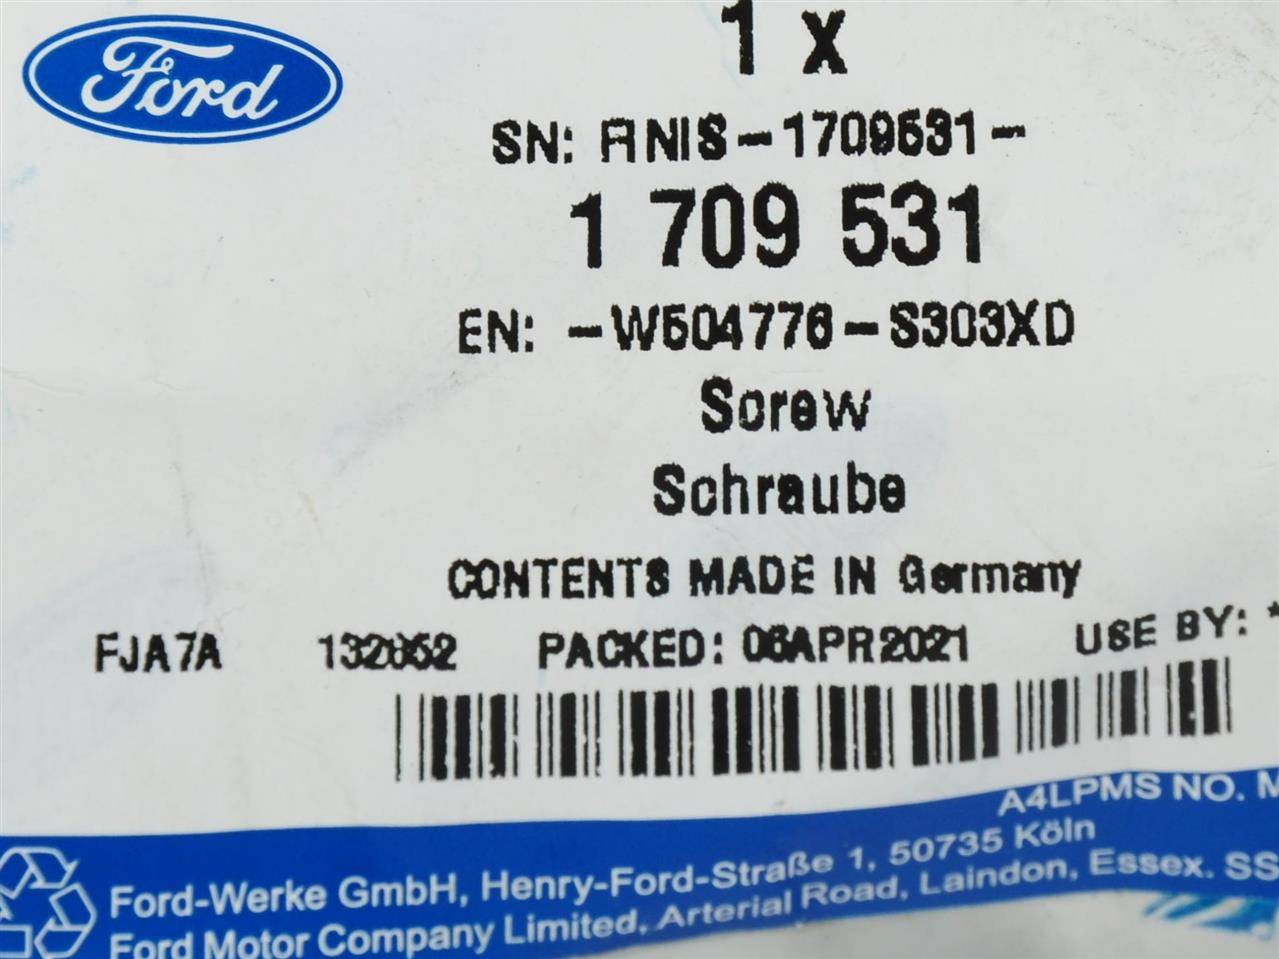 Ford
1 x
SN: FINIS-1709531-
1 709 531
EN: -W504776-S303XD
Screw
Schraube
CONTENTS MADE IN Germany
FJA7A 132652 PACKED: 06APR2021 USE BY: *
A4LPMS NO. M
Ford-Werke GmbH, Henry-Ford-Straße 1, 50735 Köln
Ford Motor Company Limited, Arterial Road, Laindon, Essex. SS